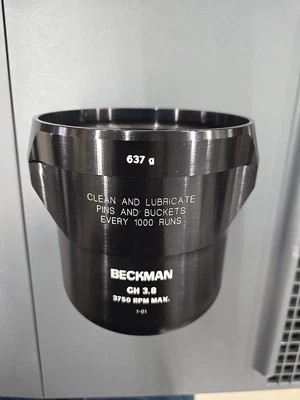 637 g
CLEAN AND LUBRICATE
PINS AND BUCKETS
EVERY 1000 RUNS
BECKMAN
GH 3.8
3750 RPM MAX.
1-01